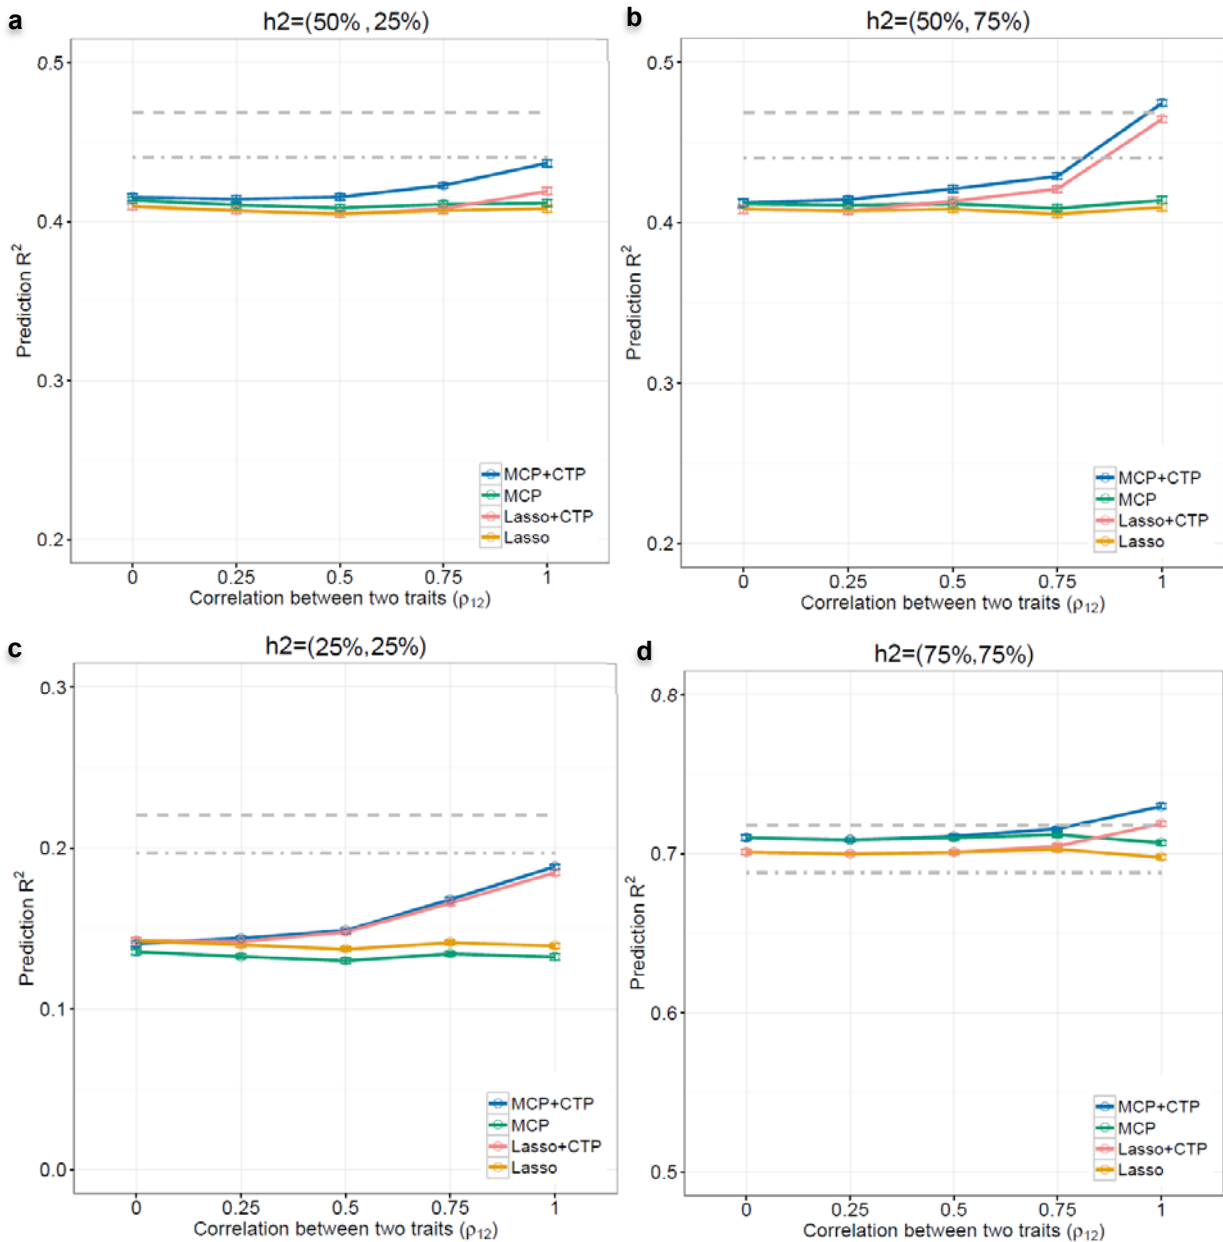 a
h2=(50%,25%)
0.5
0.4
0.3
0.2
Prediction R²
MCP+CTP
MCP
Lasso+CTP
Lasso
0 0.25 0.5 0.75 1
Correlation between two traits (ρ12)
b
h2=(50%,75%)
0.5
0.4
0.3
0.2
Prediction R²
MCP+CTP
MCP
Lasso+CTP
Lasso
0 0.25 0.5 0.75 1
Correlation between two traits (ρ12)
c
h2=(25%,25%)
0.3
0.2
0.1
0.0
Prediction R²
MCP+CTP
MCP
Lasso+CTP
Lasso
0 0.25 0.5 0.75 1
Correlation between two traits (ρ12)
d
h2=(75%,75%)
0.8
0.7
0.6
0.5
Prediction R²
MCP+CTP
MCP
Lasso+CTP
Lasso
0 0.25 0.5 0.75 1
Correlation between two traits (ρ12)